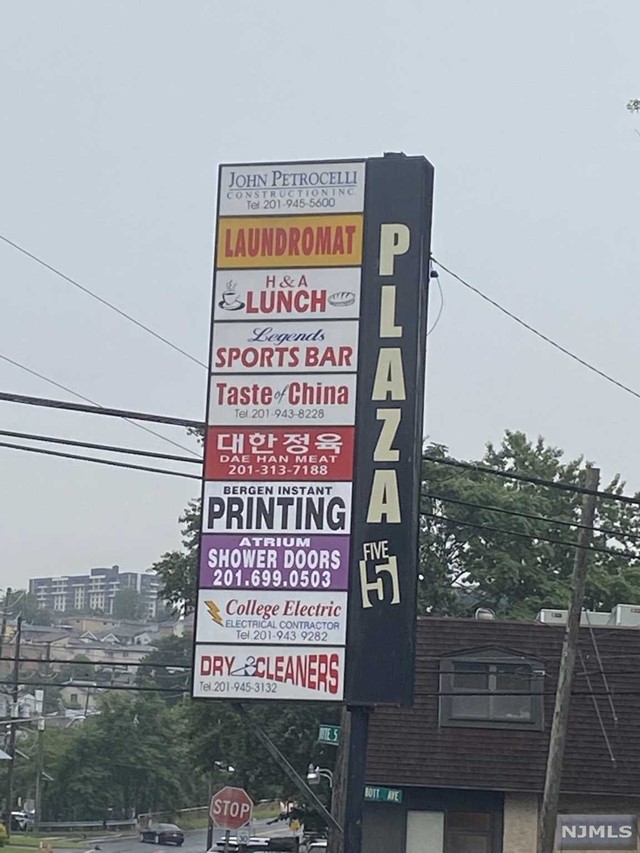 JOHN PETROCELLI
CONSTRUCTION INC.
Tel 201-945-5600
LAUNDROMAT
H & A
LUNCH
Legends
SPORTS BAR
Taste of China
Tel.201-943-8228
대한정육
DAE HAN MEAT
201-313-7188
BERGEN INSTANT
PRINTING
ATRIUM
SHOWER DOORS
201.699.0503
College Electric
ELECTRICAL CONTRACTOR
Tel 201-943 9282
DRY CLEANERS
Tel.201-945-3132
PLAZA
FIVE
[5]
STOP
AVE
NJMLS